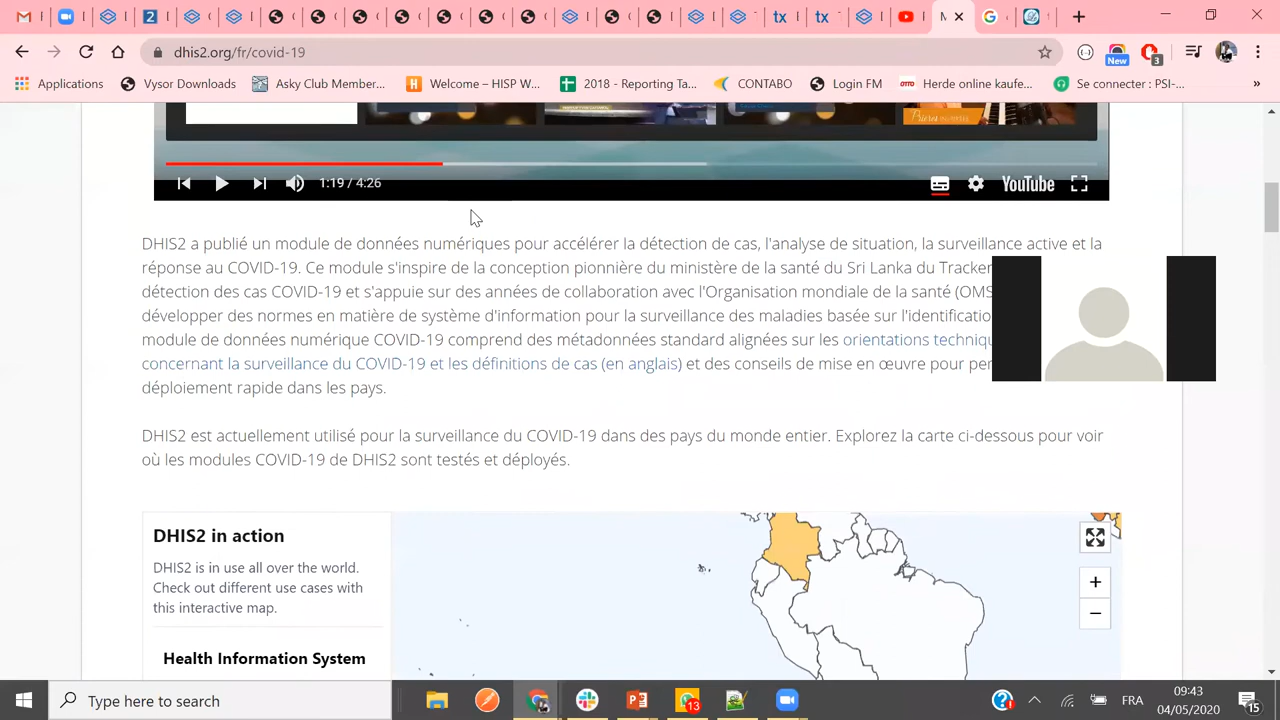 2
tx
tx
M
dhis2.org/fr/covid-19
New
3
Applications
Vysor Downloads
Asky Club Member...
Welcome – HISP W...
2018 - Reporting Ta...
CONTABO
Login FM
Herde online kaufe...
Se connecter : PSI-...
»
1:19 / 4:26
YouTube
DHIS2 a publié un module de données numériques pour accélérer la détection de cas, l'analyse de situation, la surveillance active et la
réponse au COVID-19. Ce module s'inspire de la conception pionnière du ministère de la santé du Sri Lanka du Tracker
détection des cas COVID-19 et s'appuie sur des années de collaboration avec l'Organisation mondiale de la santé (OMS
développer des normes en matière de système d'information pour la surveillance des maladies basée sur l'identification
module de données numérique COVID-19 comprend des métadonnées standard alignées sur les orientations techniqu
concernant la surveillance du COVID-19 et les définitions de cas (en anglais) et des conseils de mise en œuvre pour per
déploiement rapide dans les pays.
DHIS2 est actuellement utilisé pour la surveillance du COVID-19 dans des pays du monde entier. Explorez la carte ci-dessous pour voir
où les modules COVID-19 de DHIS2 sont testés et déployés.
DHIS2 in action
DHIS2 is in use all over the world.
Check out different use cases with
this interactive map.
Health Information System
+
−
Type here to search
13
FRA
09:43
04/05/2020
15